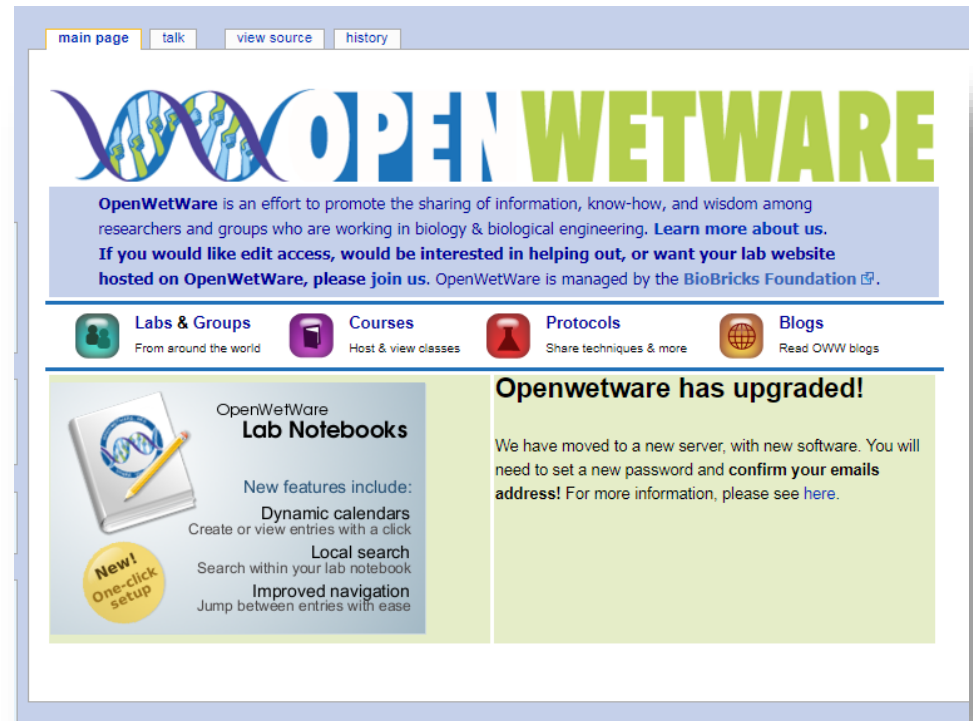 main page talk view source history
OPEN WETWARE
OpenWetWare is an effort to promote the sharing of information, know-how, and wisdom among
researchers and groups who are working in biology & biological engineering. Learn more about us.
If you would like edit access, would be interested in helping out, or want your lab website
hosted on OpenWetWare, please join us. OpenWetWare is managed by the BioBricks Foundation.
Labs & Groups
From around the world
Courses
Host & view classes
Protocols
Share techniques & more
Blogs
Read OWW blogs
OpenWetWare
Lab Notebooks
New features include:
Dynamic calendars
Create or view entries with a click
Local search
Search within your lab notebook
Improved navigation
Jump between entries with ease
New!
One-click
setup
Openwetware has upgraded!
We have moved to a new server, with new software. You will
need to set a new password and confirm your emails
address! For more information, please see here.